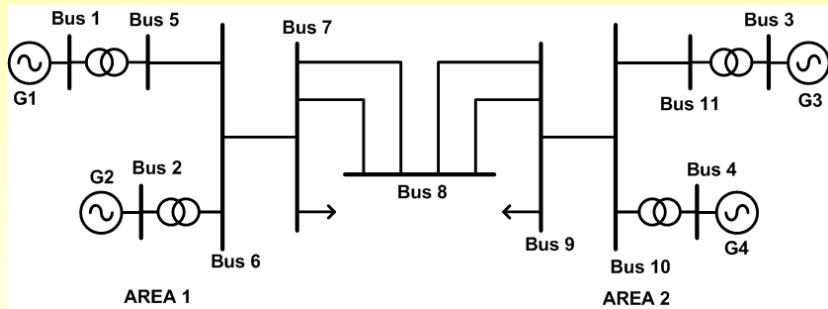 Bus 1
Bus 5
Bus 7
Bus 3
G1
Bus 11
G3
G2
Bus 2
Bus 4
Bus 8
Bus 9
G4
Bus 6
Bus 10
AREA 1
AREA 2